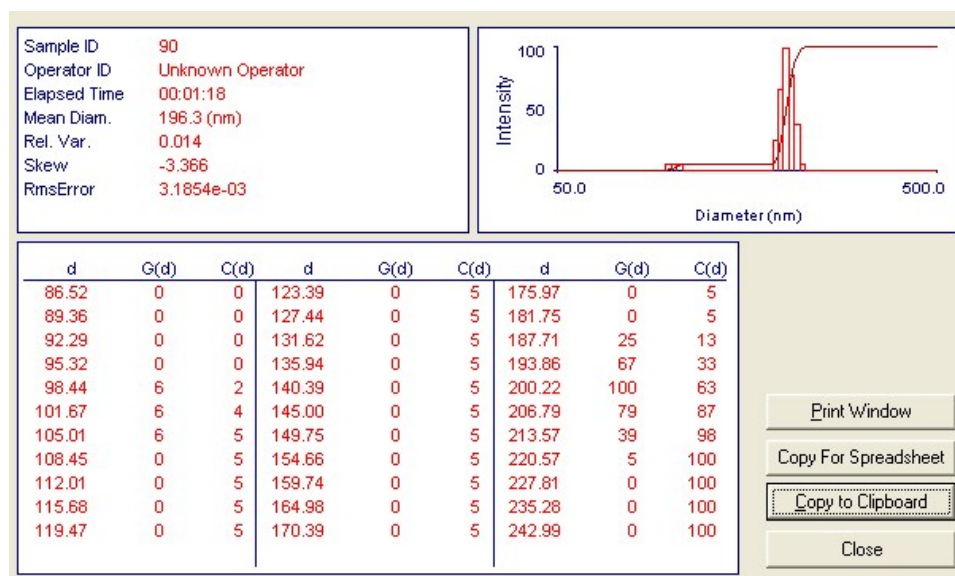 Sample ID 90
Operator ID Unknown Operator
Elapsed Time 00:01:18
Mean Diam. 196.3 (nm)
Rel. Var. 0.014
Skew -3.366
RmsError 3.1854e-03
100
50
0
Intensity
50.0 500.0
Diameter (nm)
d G(d) C(d) d G(d) C(d) d G(d) C(d)
86.52 0 0 123.39 0 5 175.97 0 5
89.36 0 0 127.44 0 5 181.75 0 5
92.29 0 0 131.62 0 5 187.71 25 13
95.32 0 0 135.94 0 5 193.86 67 33
98.44 6 2 140.39 0 5 200.22 100 63
101.67 6 4 145.00 0 5 206.79 79 87
105.01 6 5 149.75 0 5 213.57 39 98
108.45 0 5 154.66 0 5 220.57 5 100
112.01 0 5 159.74 0 5 227.81 0 100
115.68 0 5 164.98 0 5 235.28 0 100
119.47 0 5 170.39 0 5 242.99 0 100
Print Window
Copy For Spreadsheet
Copy to Clipboard
Close